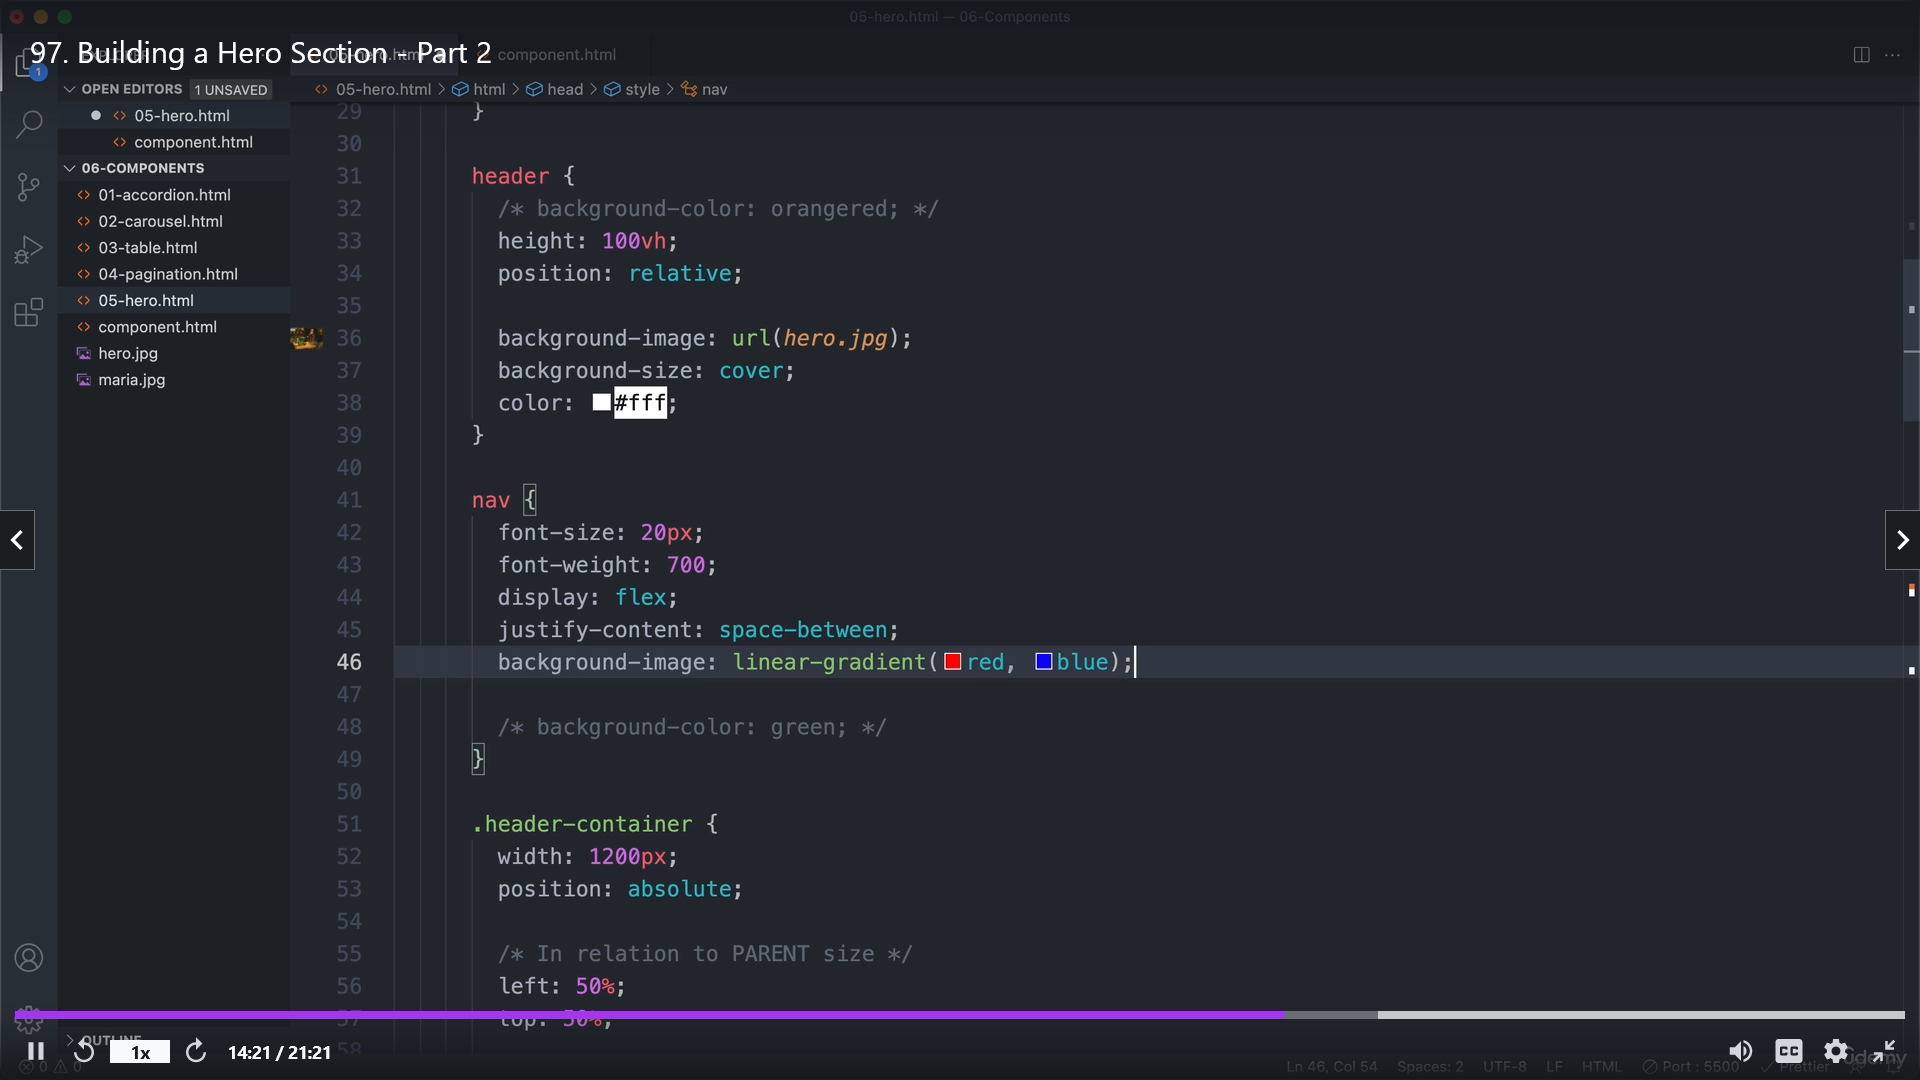 05-hero.html — 06-Components
97. Building a Hero Section - Part 2
component.html
1
OPEN EDITORS 1 UNSAVED
05-hero.html > html > head > style > nav
05-hero.html
component.html
06-COMPONENTS
01-accordion.html
02-carousel.html
03-table.html
04-pagination.html
05-hero.html
component.html
hero.jpg
maria.jpg
29 }
30
31 header {
32 /* background-color: orangered; */
33 height: 100vh;
34 position: relative;
35
36 background-image: url(hero.jpg);
37 background-size: cover;
38 color: #fff;
39 }
40
41 nav {
42 font-size: 20px;
43 font-weight: 700;
44 display: flex;
45 justify-content: space-between;
46 background-image: linear-gradient(red, blue);
47
48 /* background-color: green; */
49 }
50
51 .header-container {
52 width: 1200px;
53 position: absolute;
54
55 /* In relation to PARENT size */
56 left: 50%;
57 top: 50%;
58
OUTLINE
1x
14:21 / 21:21
CC
udemy
0 0
Ln 46, Col 54 Spaces: 2 UTF-8 LF HTML Port : 5500 Prettier